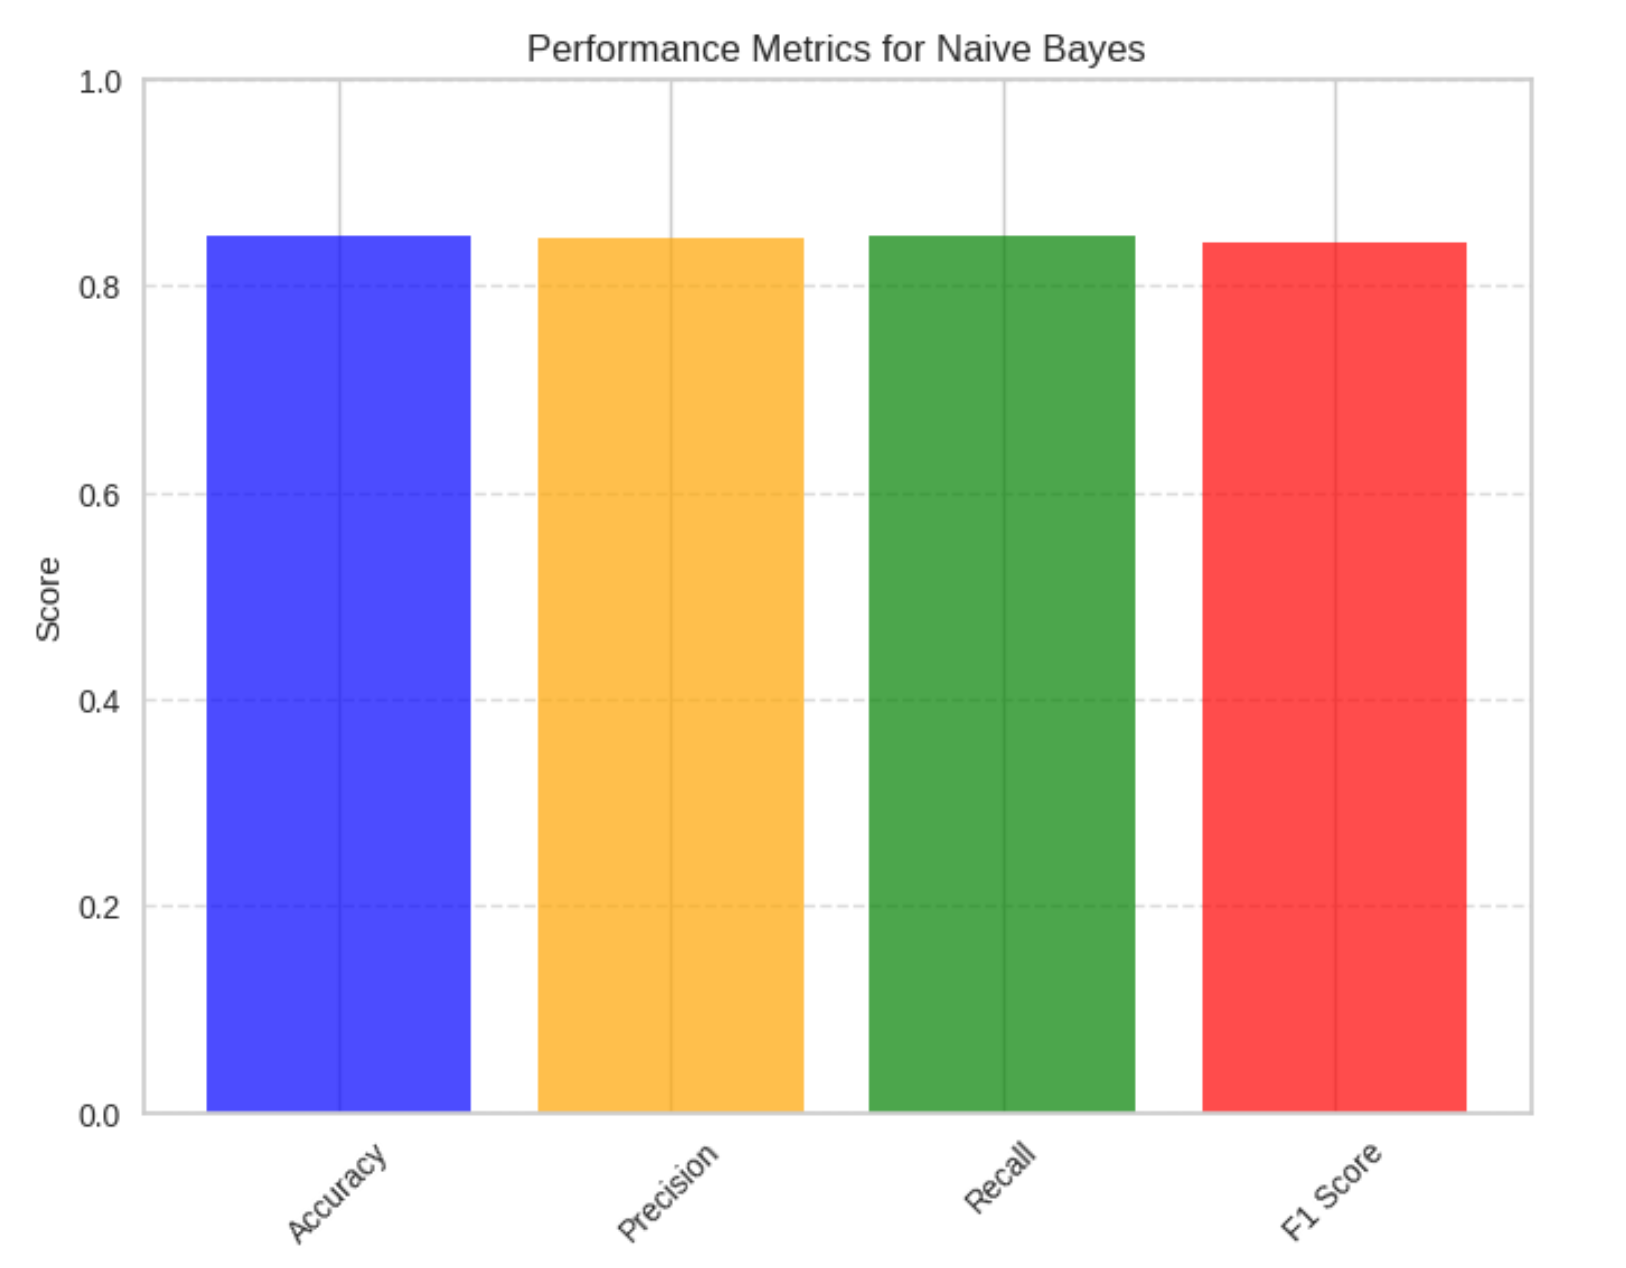 Performance Metrics for Naive Bayes
1.0
0.8
0.6
0.4
0.2
0.0
Score
Accuracy
Precision
Recall
F1 Score